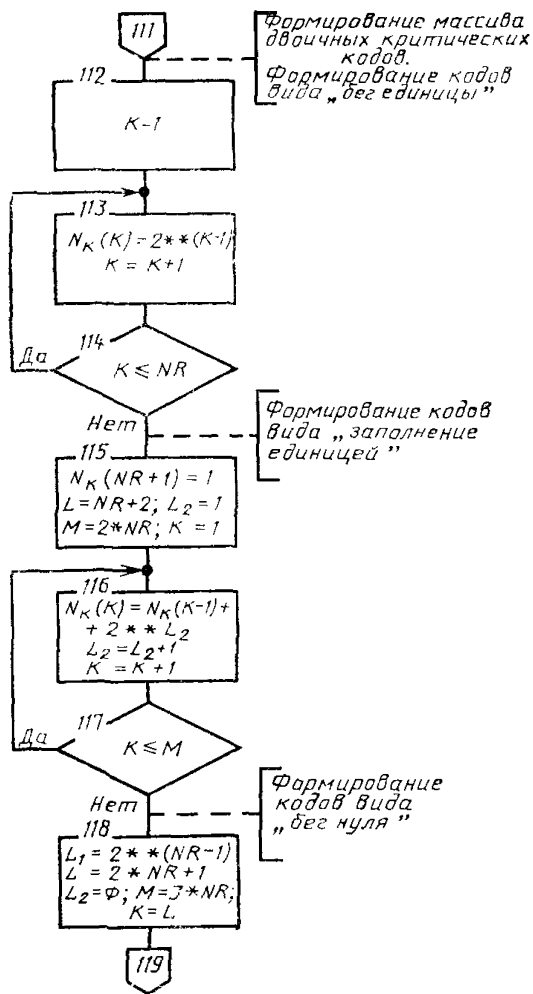 111
Формирование массива
двоичных критических
кодов.
Формирование кодов
вида „бег единицы"
112
K-1
113
N_K(K)=2**(K-1)
K = K+1
114
Да
K ≤ NR
Нет
Формирование кодов
вида „заполнение
единицей"
115
N_K(NR+1)=1
L=NR+2; L_2=1
M=2*NR; K=1
116
N_K(K)=N_K(K-1)+
+2**L_2
L_2=L_2+1
K = K+1
117
Да
K ≤ M
Нет
Формирование
кодов вида
„бег нуля"
118
L_1=2**(NR-1)
L=2*NR+1
L_2=Ф; M=3*NR;
K=L
119